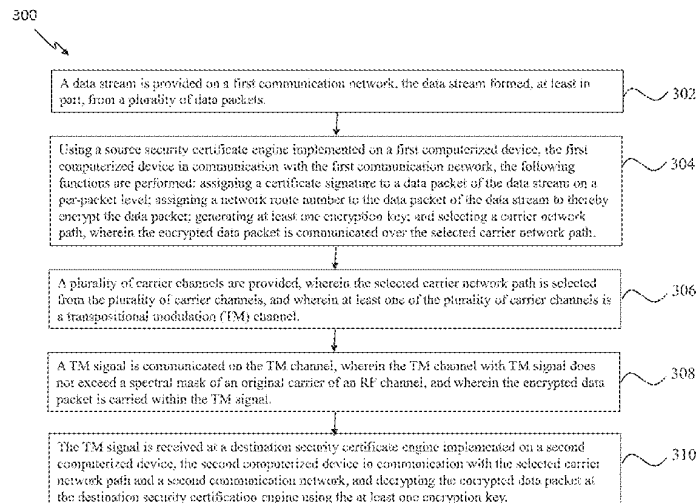 300
A data stream is provided on a first communication network, the data stream formed, at least in
part, from a plurality of data packets.
302
Using a source security certificate engine implemented on a first computerized device, the first
computerized device in communication with the first communication network, the following
functions are performed: assigning a certificate signature to a data packet of the data stream on a
per-packet level; assigning a network route number to the data packet of the data stream to thereby
encrypt the data packet; generating at least one encryption key; and selecting a carrier network
path, wherein the encrypted data packet is communicated over the selected carrier network path.
304
A plurality of carrier channels are provided, wherein the selected carrier network path is selected
from the plurality of carrier channels, and wherein at least one of the plurality of carrier channels is
a transpositional modulation (TM) channel.
306
A TM signal is communicated on the TM channel, wherein the TM channel with TM signal does
not exceed a spectral mask of an original carrier of an RF channel, and wherein the encrypted data
packet is carried within the TM signal.
308
The TM signal is received at a destination security certificate engine implemented on a second
computerized device, the second computerized device in communication with the selected carrier
network path and a second communication network, and decrypting the encrypted data packet at
the destination security certification engine using the at least one encryption key.
310